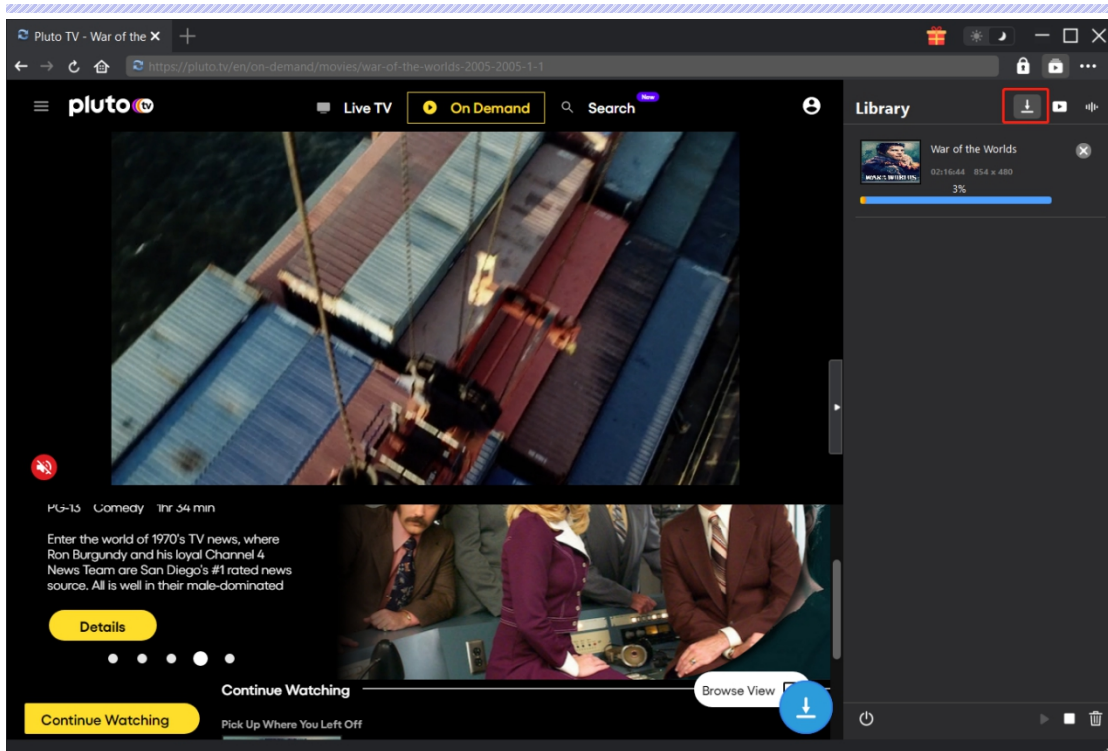 Pluto TV - War of the
https://pluto.tv/en/on-demand/movies/war-of-the-worlds-2005-2005-1-1
pluto tv
Live TV
On Demand
Search
New
Library
War of the Worlds
02:16:44 854 x 480
3%
PG-13 Comedy 1hr 34 min
Enter the world of 1970's TV news, where
Ron Burgundy and his loyal Channel 4
News Team are San Diego's #1 rated news
source. All is well in their male-dominated
Details
Continue Watching
Browse View
Continue Watching
Pick Up Where You Left Off